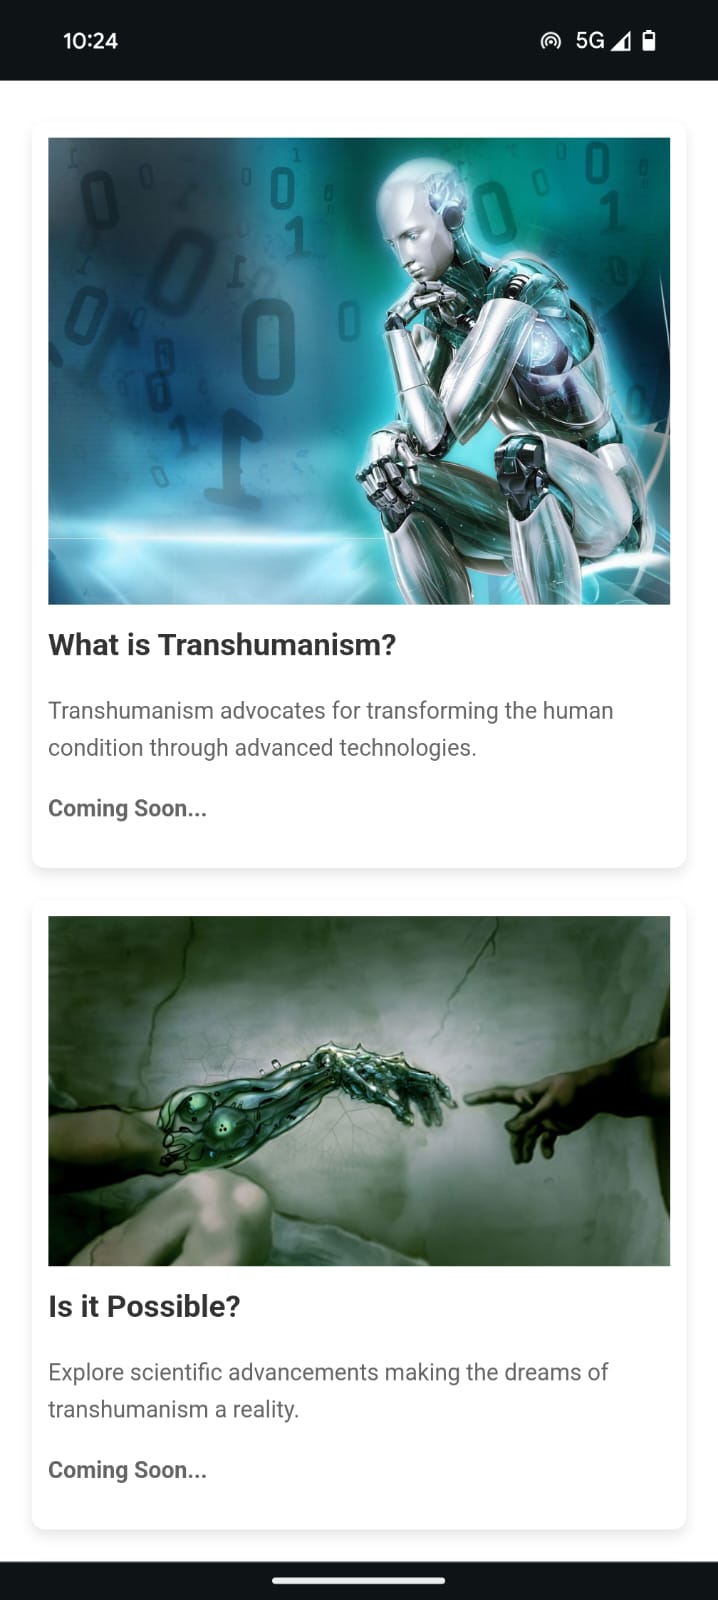 10:24
5G
What is Transhumanism?
Transhumanism advocates for transforming the human
condition through advanced technologies.
Coming Soon...
Is it Possible?
Explore scientific advancements making the dreams of
transhumanism a reality.
Coming Soon...